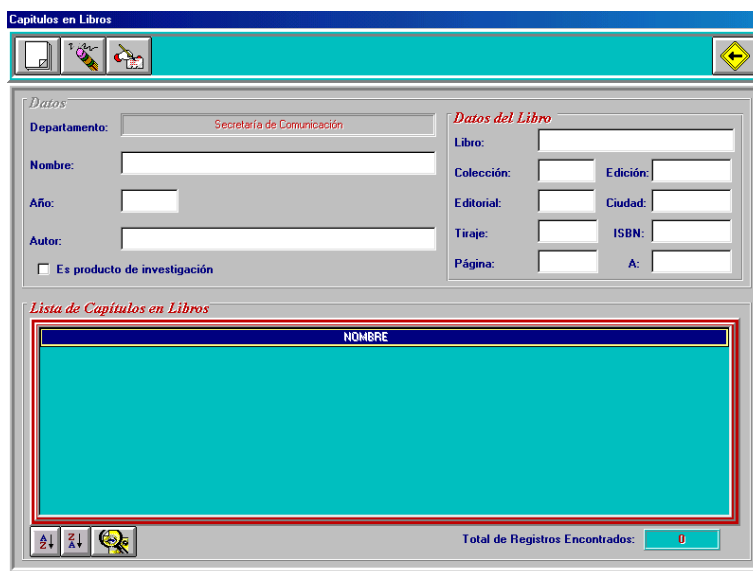 Capitulos en Libros
Datos
Departamento: Secretaría de Comunicación
Nombre:
Año:
Autor:
Es producto de investigación
Datos del Libro
Libro:
Colección: Edición:
Editorial: Ciudad:
Tiraje: ISBN:
Página: A:
Lista de Capítulos en Libros
NOMBRE
A Z
Z A
Total de Registros Encontrados: 0